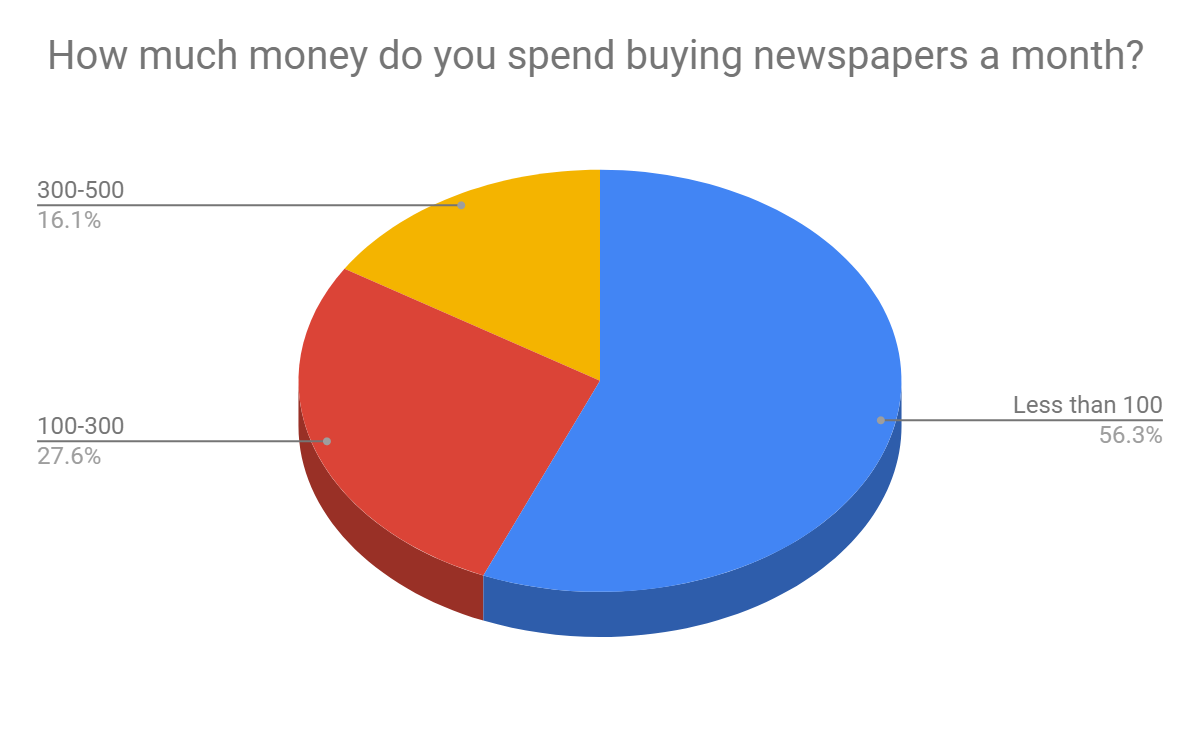 How much money do you spend buying newspapers a month?
300-500
16.1%
100-300
27.6%
Less than 100
56.3%